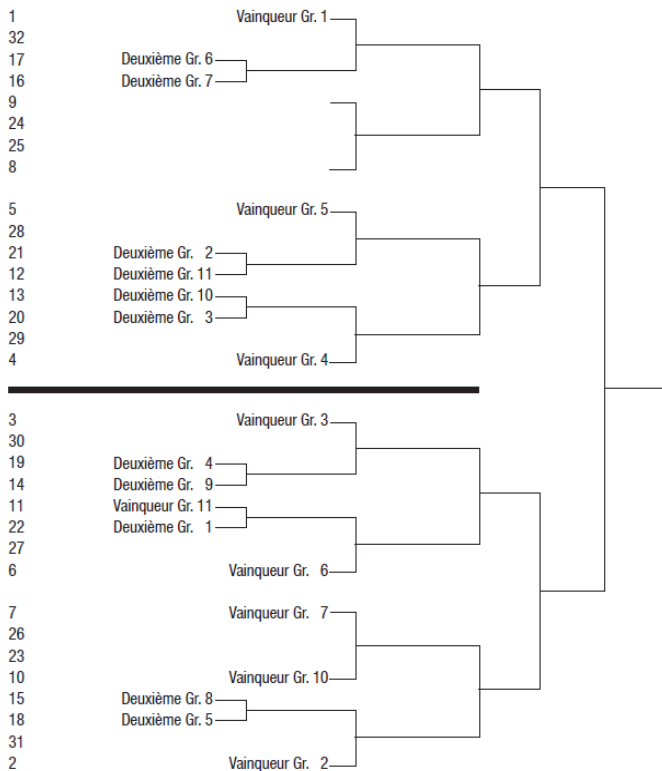 1 Vainqueur Gr. 1
32
17 Deuxième Gr. 6
16 Deuxième Gr. 7
9
24
25
8
5 Vainqueur Gr. 5
28
21 Deuxième Gr. 2
12 Deuxième Gr. 11
13 Deuxième Gr. 10
20 Deuxième Gr. 3
29
4 Vainqueur Gr. 4
3 Vainqueur Gr. 3
30
19 Deuxième Gr. 4
14 Deuxième Gr. 9
11 Vainqueur Gr. 11
22 Deuxième Gr. 1
27
6 Vainqueur Gr. 6
7 Vainqueur Gr. 7
26
23
10 Vainqueur Gr. 10
15 Deuxième Gr. 8
18 Deuxième Gr. 5
31
2 Vainqueur Gr. 2